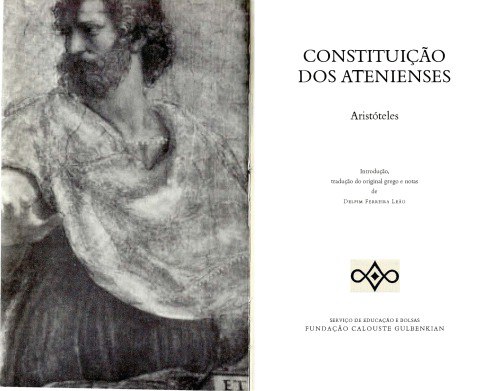 CONSTITUIÇÃO
DOS ATENIENSES
Aristóteles
Introdução,
tradução do original grego e notas
de
DELFIM FERREIRA LEÃO
SERVIÇO DE EDUCAÇÃO E BOLSAS
FUNDAÇÃO CALOUSTE GULBENKIAN
ET